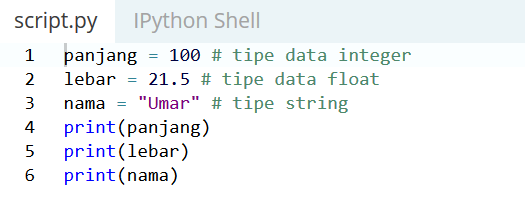 script.py IPython Shell
1 panjang = 100 # tipe data integer
2 lebar = 21.5 # tipe data float
3 nama = "Umar" # tipe string
4 print(panjang)
5 print(lebar)
6 print(nama)